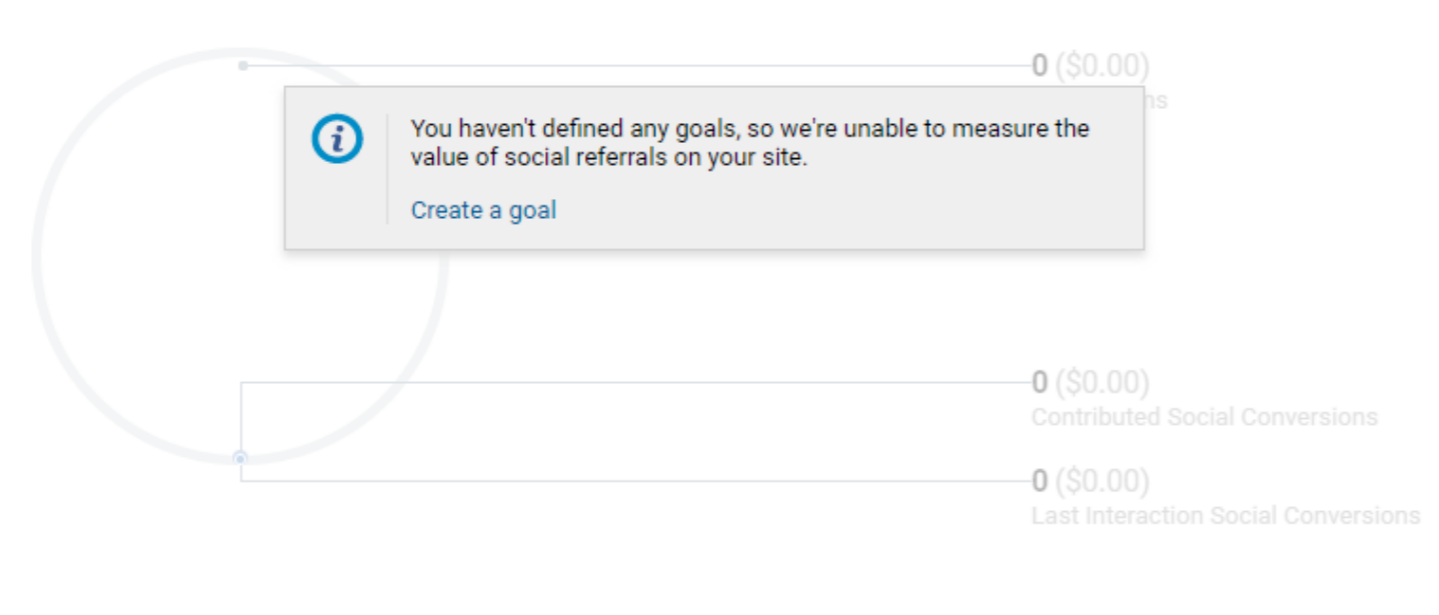 0 ($0.00)
You haven't defined any goals, so we're unable to measure the
value of social referrals on your site.
Create a goal
0 ($0.00)
Contributed Social Conversions
0 ($0.00)
Last Interaction Social Conversions